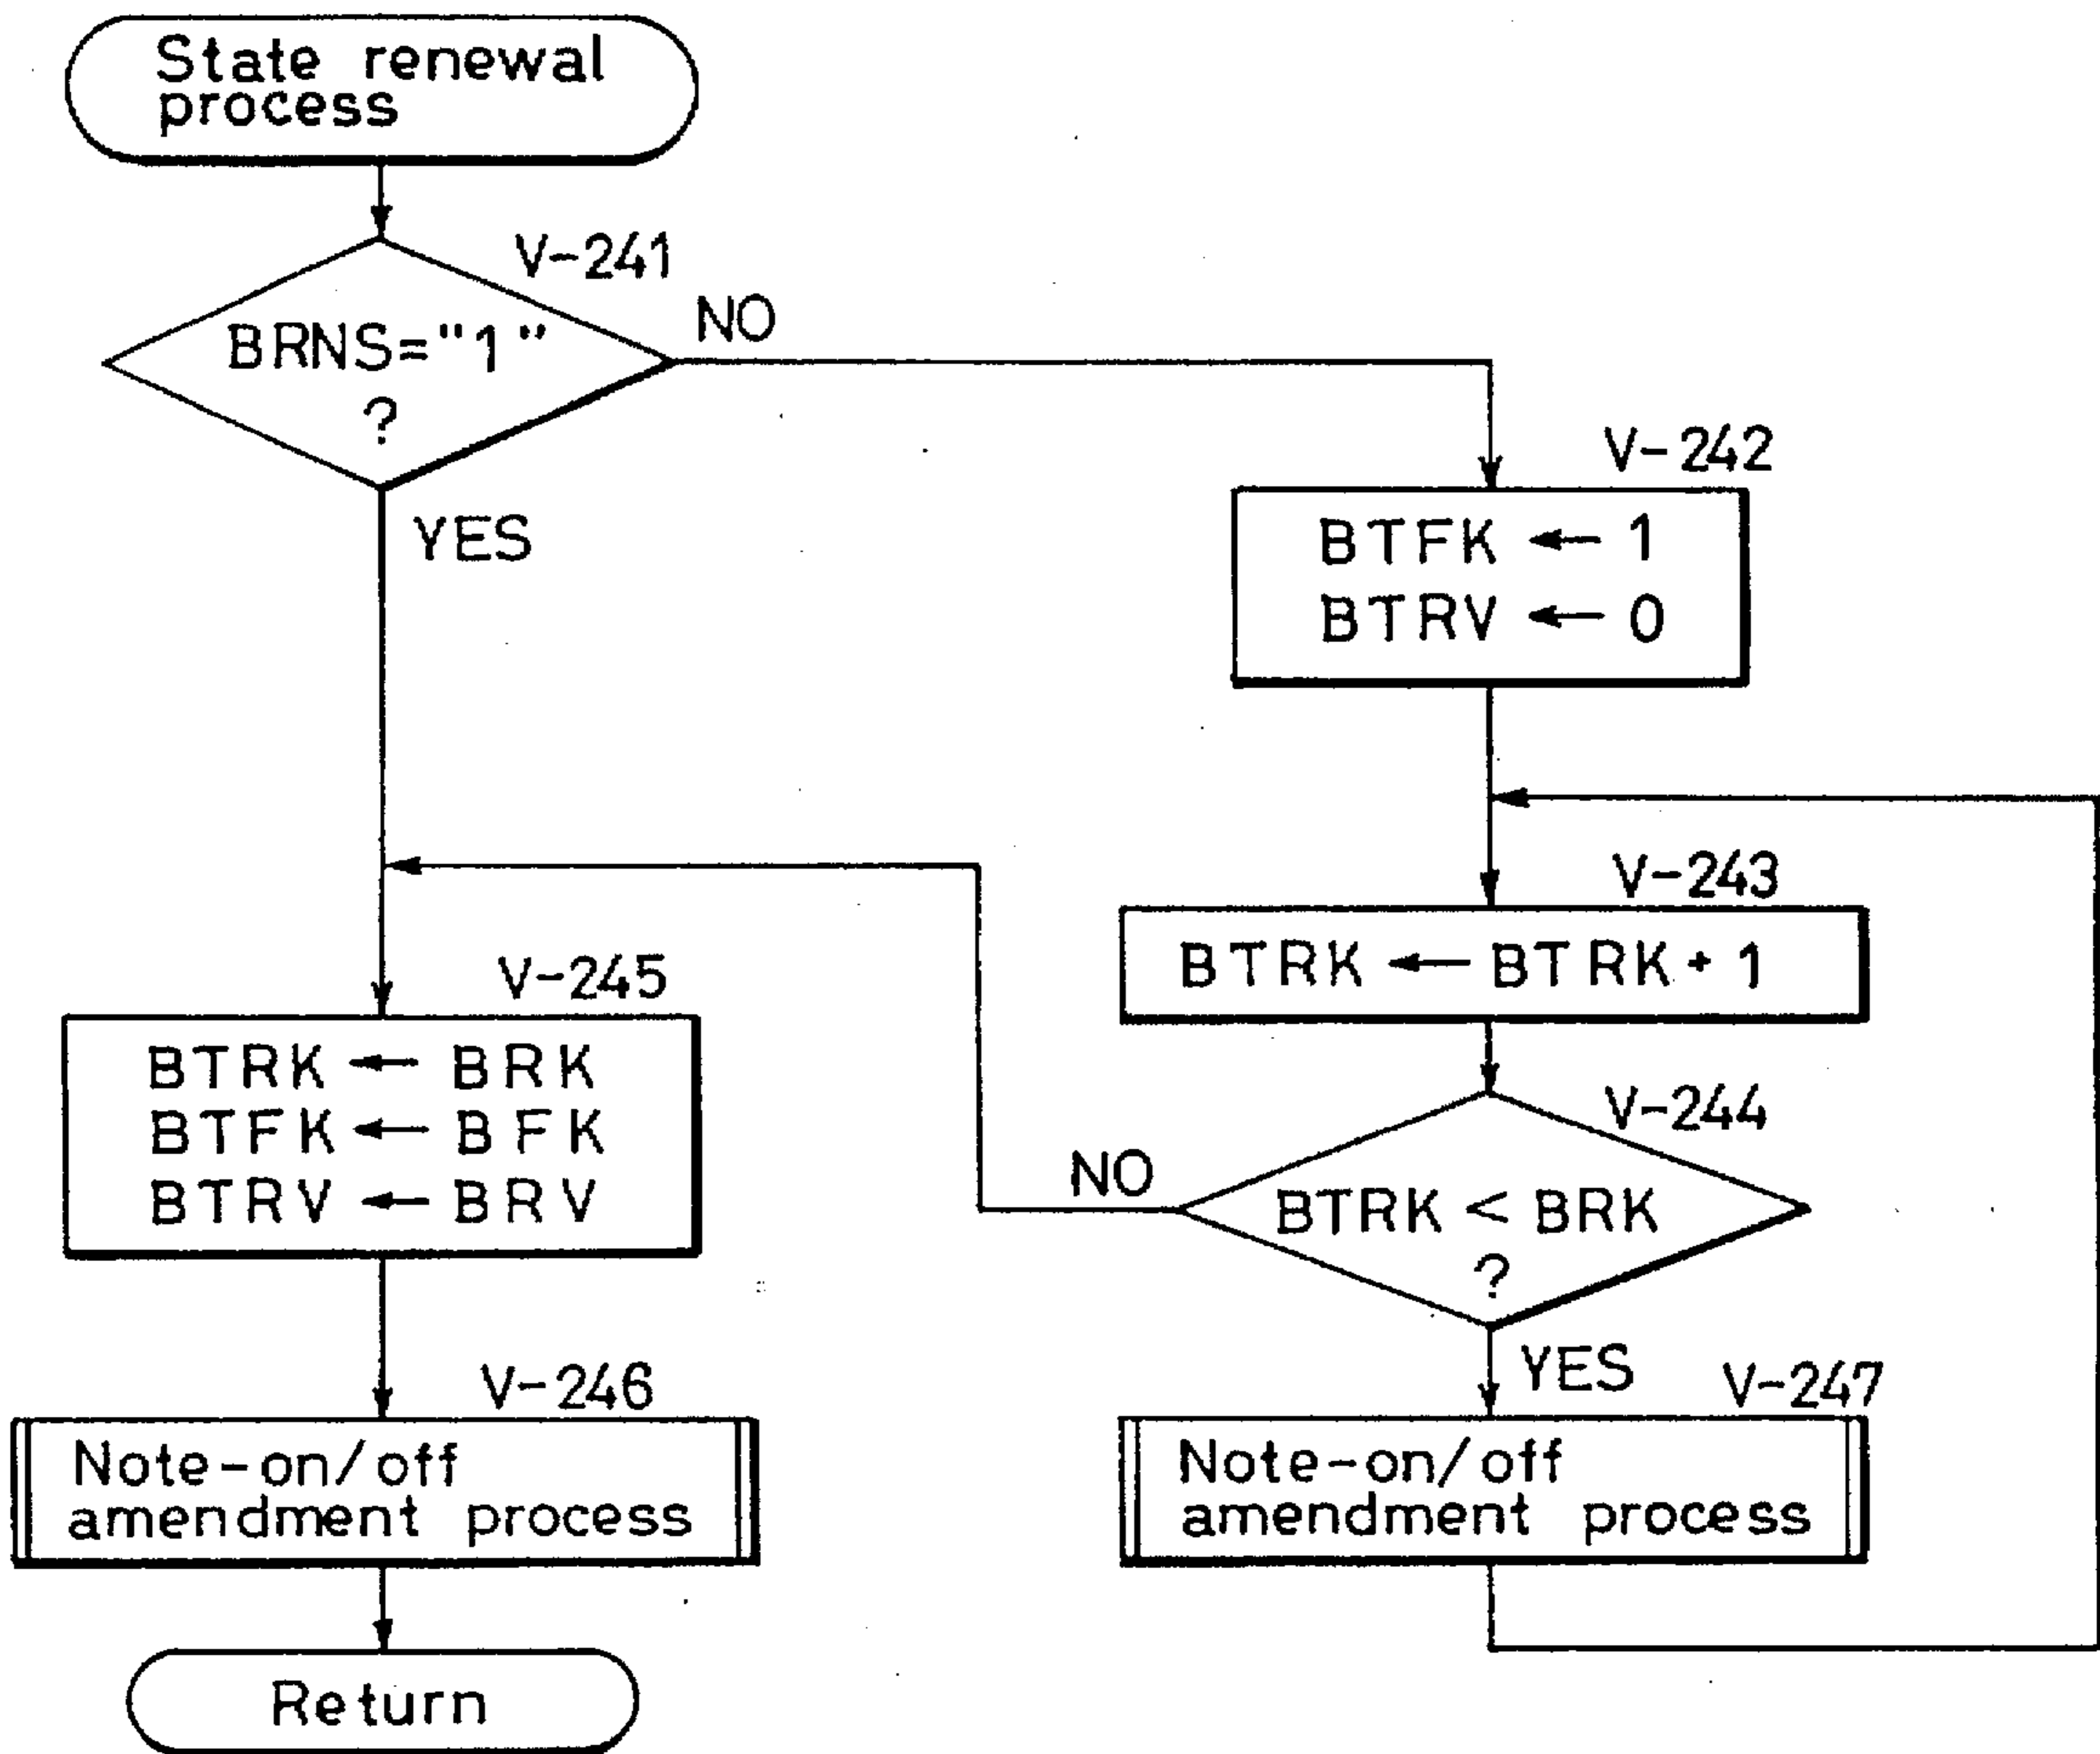 State renewal
process
V-241
BRNS="1"
?
NO
YES
V-242
BTFK ← 1
BTRV ← 0
V-243
BTRK ← BTRK + 1
V-244
BTRK < BRK
?
NO
YES
V-245
BTRK ← BRK
BTFK ← BFK
BTRV ← BRV
V-246
Note-on/off
amendment process
V-247
Note-on/off
amendment process
Return